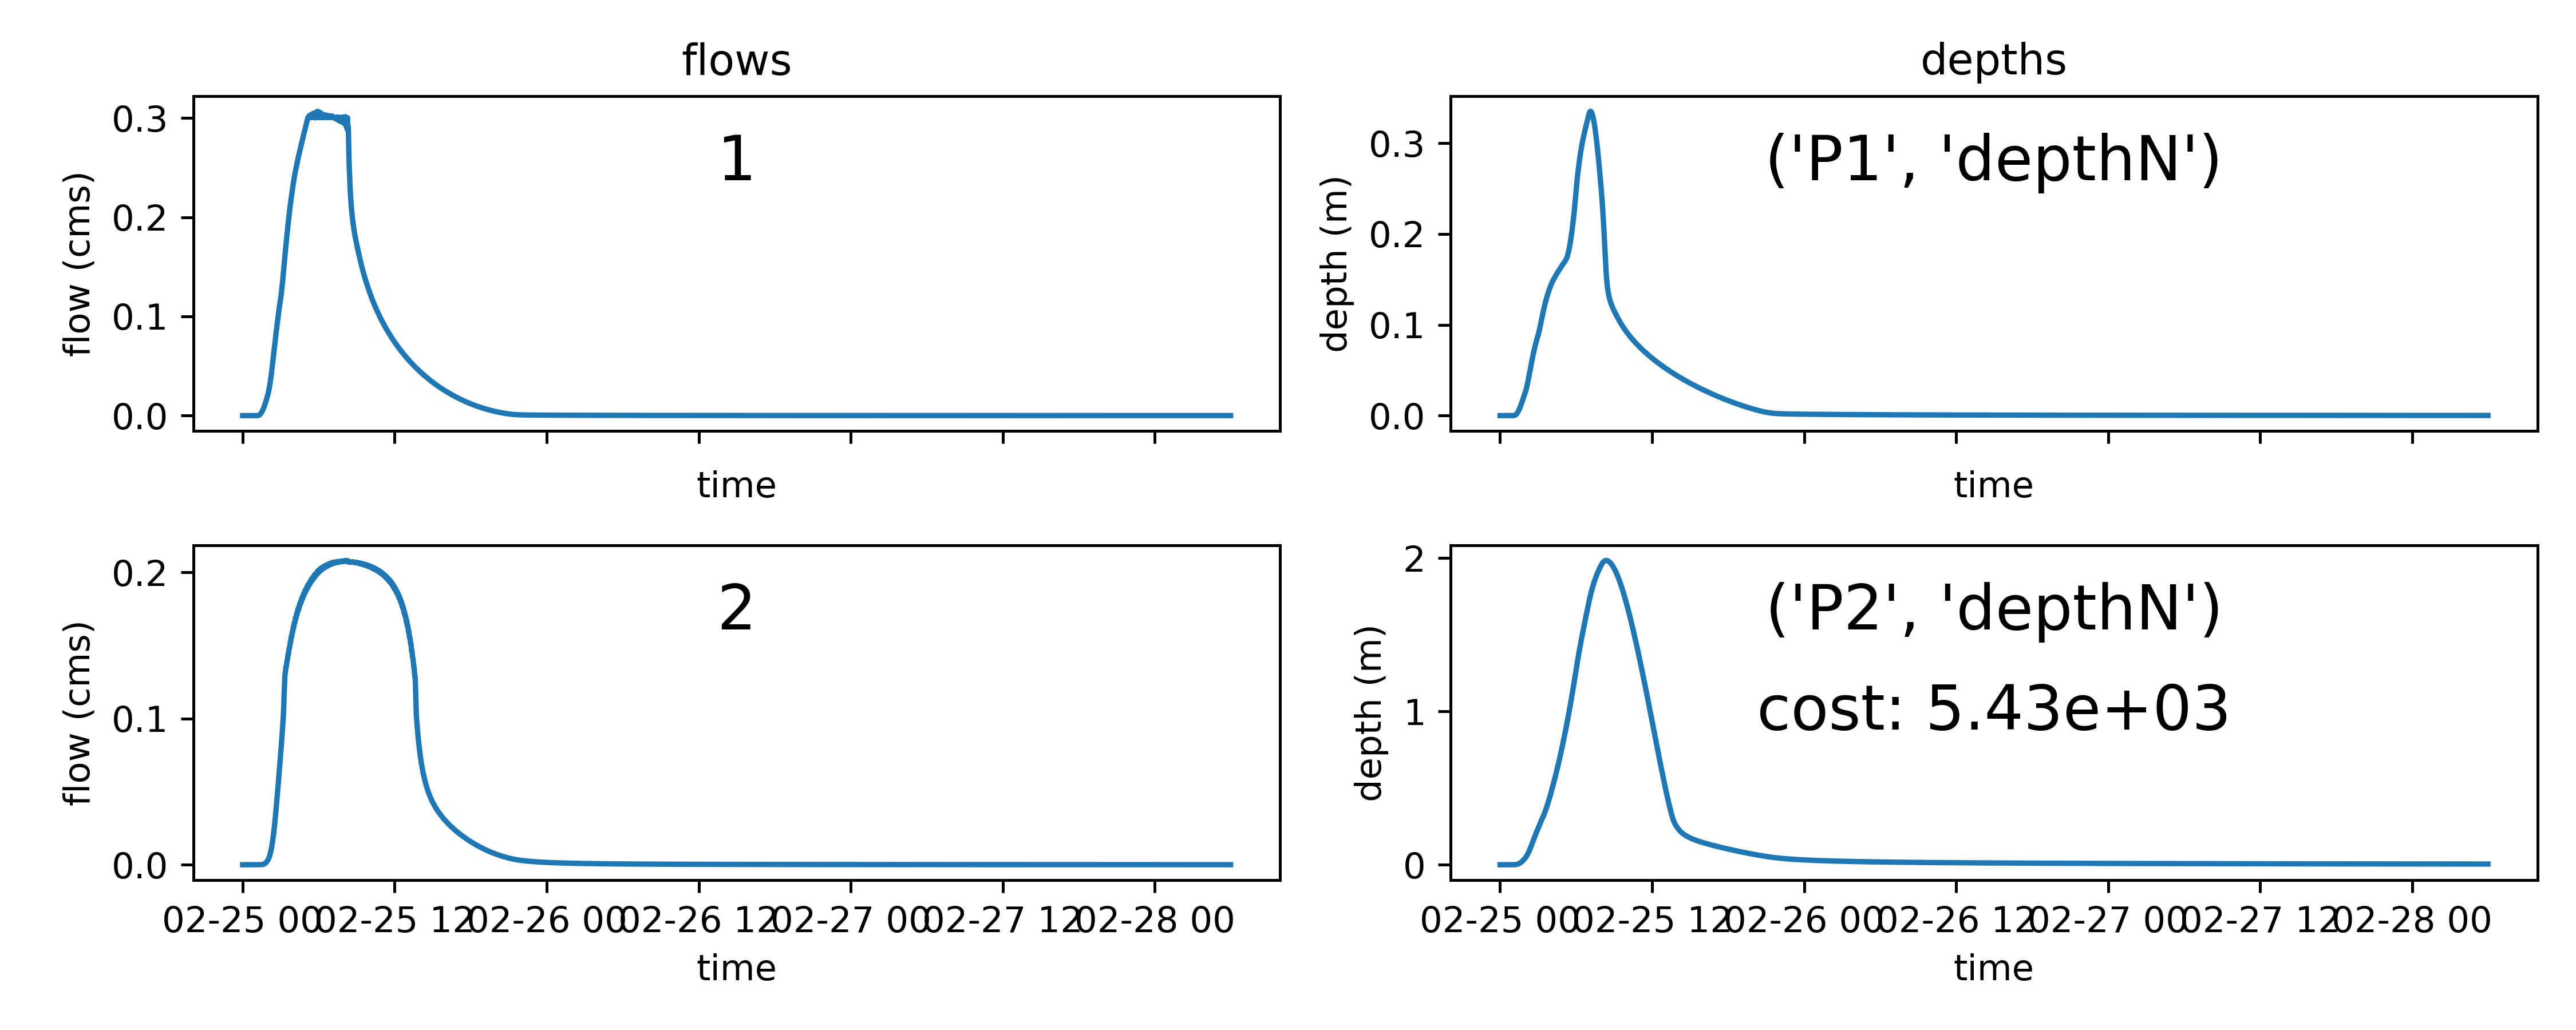 flows
0.3
0.2
0.1
0.0
flow (cms)
1
time
depths
0.3
0.2
0.1
0.0
depth (m)
('P1', 'depthN')
time
0.2
0.1
0.0
flow (cms)
2
02-25 00 02-25 12 02-26 00 02-26 12 02-27 00 02-27 12 02-28 00
time
2
1
0
depth (m)
('P2', 'depthN')
cost: 5.43e+03
02-25 00 02-25 12 02-26 00 02-26 12 02-27 00 02-27 12 02-28 00
time